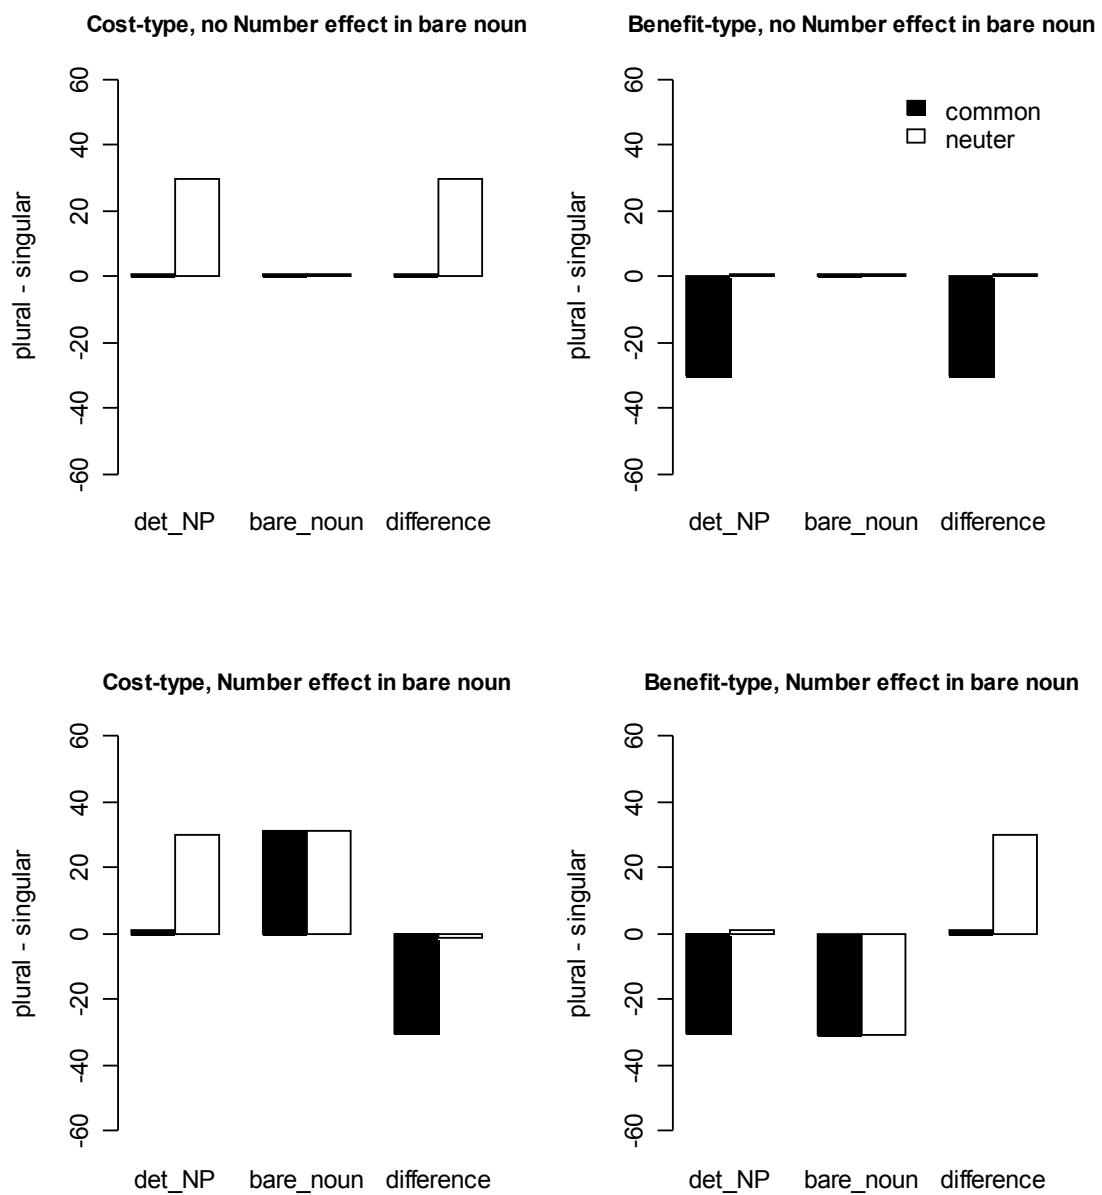 Cost-type, no Number effect in bare noun
plural - singular
60
40
20
0
-20
-40
-60
det_NP bare_noun difference
Benefit-type, no Number effect in bare noun
common
neuter
plural - singular
60
40
20
0
-20
-40
-60
det_NP bare_noun difference
Cost-type, Number effect in bare noun
plural - singular
60
40
20
0
-20
-40
-60
det_NP bare_noun difference
Benefit-type, Number effect in bare noun
plural - singular
60
40
20
0
-20
-40
-60
det_NP bare_noun difference